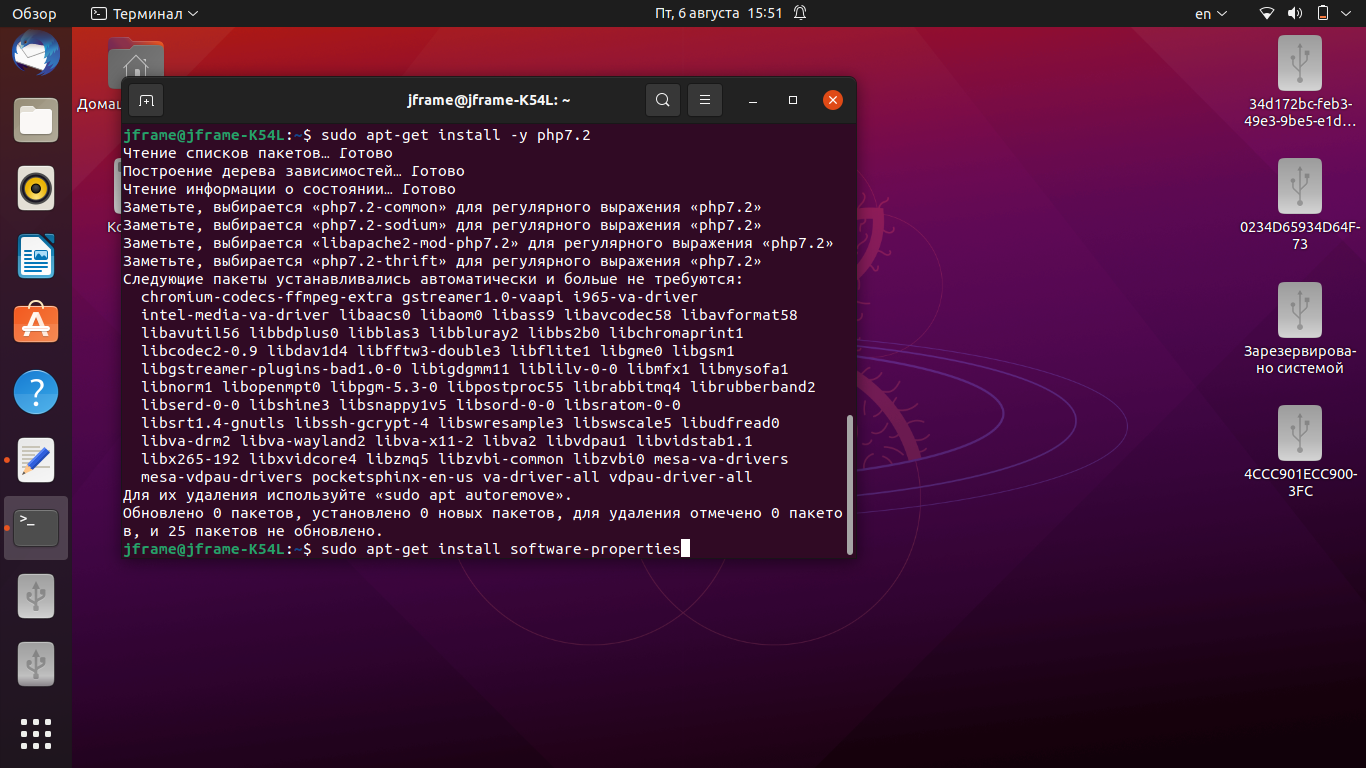 Обзор
Терминал
Пт, 6 августа 15:51
en
Домаш
Ко
jframe@jframe-K54L: ~
jframe@jframe-K54L:~$ sudo apt-get install -y php7.2
Чтение списков пакетов… Готово
Построение дерева зависимостей… Готово
Чтение информации о состоянии… Готово
Заметьте, выбирается «php7.2-common» для регулярного выражения «php7.2»
Заметьте, выбирается «php7.2-sodium» для регулярного выражения «php7.2»
Заметьте, выбирается «libapache2-mod-php7.2» для регулярного выражения «php7.2»
Заметьте, выбирается «php7.2-thrift» для регулярного выражения «php7.2»
Следующие пакеты устанавливались автоматически и больше не требуются:
chromium-codecs-ffmpeg-extra gstreamer1.0-vaapi i965-va-driver
intel-media-va-driver libaacs0 libaom0 libass9 libavcodec58 libavformat58
libavutil56 libbdplus0 libblas3 libbluray2 libbs2b0 libchromaprint1
libcodec2-0.9 libdav1d4 libfftw3-double3 libflite1 libgme0 libgsm1
libgstreamer-plugins-bad1.0-0 libigdgmm11 liblilv-0-0 libmfx1 libmysofa1
libnorm1 libopenmpt0 libpgm-5.3-0 libpostproc55 librabbitmq4 librubberband2
libserd-0-0 libshine3 libsnappy1v5 libsord-0-0 libsratom-0-0
libsrt1.4-gnutls libssh-gcrypt-4 libswresample3 libswscale5 libudfread0
libva-drm2 libva-wayland2 libva-x11-2 libva2 libvdpau1 libvidstab1.1
libx265-192 libxvidcore4 libzmq5 libzvbi-common libzvbi0 mesa-va-drivers
mesa-vdpau-drivers pocketsphinx-en-us va-driver-all vdpau-driver-all
Для их удаления используйте «sudo apt autoremove».
Обновлено 0 пакетов, установлено 0 новых пакетов, для удаления отмечено 0 пакето
в, и 25 пакетов не обновлено.
jframe@jframe-K54L:~$ sudo apt-get install software-properties
34d172bc-feb3-
49e3-9be5-e1d…
0234D65934D64F-
73
Зарезервирова-
но системой
4CCC901ECC900-
3FC